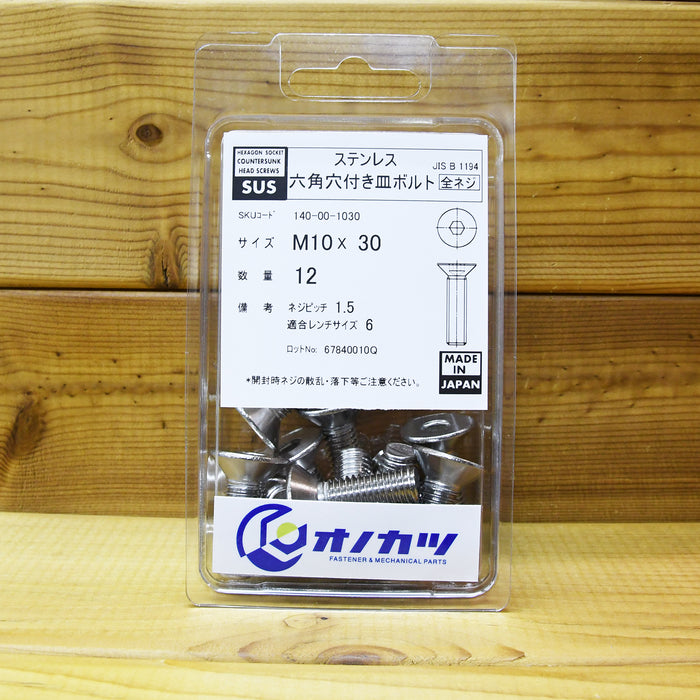 HEXAGON SOCKET
COUNTERSUNK
HEAD SCREWS
SUS
ステンレス
JIS B 1194
六角穴付き皿ボルト 全ネジ
SKUコード 140-00-1030
サイズ M10 x 30
数量 12
備考 ネジピッチ 1.5
適合レンチサイズ 6
ロットNo: 67840010Q
MADE
IN
JAPAN
*開封時ネジの散乱・落下等ご注意ください。
オノカツ
FASTENER & MECHANICAL PARTS